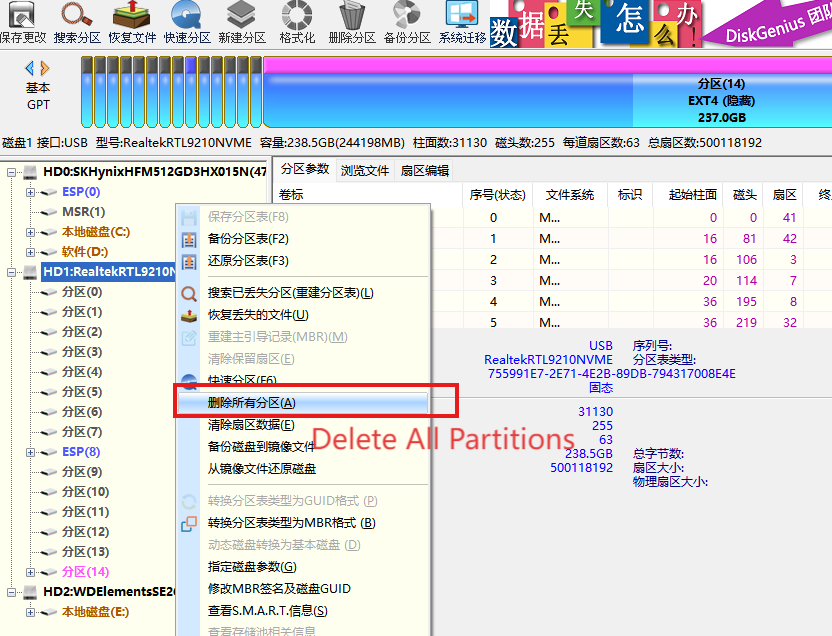 保存更改 搜索分区 恢复文件 快速分区 新建分区 格式化 删除分区 备份分区 系统迁移
数据丢失怎么办！
DiskGenius 团队
基本
GPT
分区(14)
EXT4 (隐藏)
237.0GB
磁盘1 接口:USB 型号:RealtekRTL9210NVME 容量:238.5GB(244198MB) 柱面数:31130 磁头数:255 每道扇区数:63 总扇区数:500118192
HD0:SKHynixHFM512GD3HX015N(47
ESP(0)
MSR(1)
本地磁盘(C:)
软件(D:)
HD1:RealtekRTL9210N
分区(0)
分区(1)
分区(2)
分区(3)
分区(4)
分区(5)
分区(6)
分区(7)
ESP(8)
分区(9)
分区(10)
分区(11)
分区(12)
分区(13)
分区(14)
HD2:WDElementsSE2
本地磁盘(E:)
保存分区表(F8)
备份分区表(F2)
还原分区表(F3)
搜索已丢失分区(重建分区表)(L)
恢复丢失的文件(U)
重建主引导记录(MBR)(M)
清除保留扇区(E)
快速分区(F6)
删除所有分区(A)
清除扇区数据(E)
备份磁盘到镜像文件
从镜像文件还原磁盘
转换分区表类型为GUID格式 (P)
转换分区表类型为MBR格式 (B)
动态磁盘转换为基本磁盘 (D)
指定磁盘参数(G)
修改MBR签名及磁盘GUID
查看S.M.A.R.T.信息(S)
查看存储池相关信息
Delete All Partitions
分区参数 浏览文件 扇区编辑
卷标 序号(状态) 文件系统 标识 起始柱面 磁头 扇区 终
0 M... 0 0 41
1 M... 16 81 42
2 M... 16 106 3
3 M... 20 114 7
4 M... 36 195 8
5 M... 36 219 32
USB 序列号:
RealtekRTL9210NVME 分区表类型:
755991E7-2E71-4E2B-89DB-794317008E4E
固态
31130
255
63
238.5GB 总字节数:
500118192 扇区大小:
物理扇区大小: